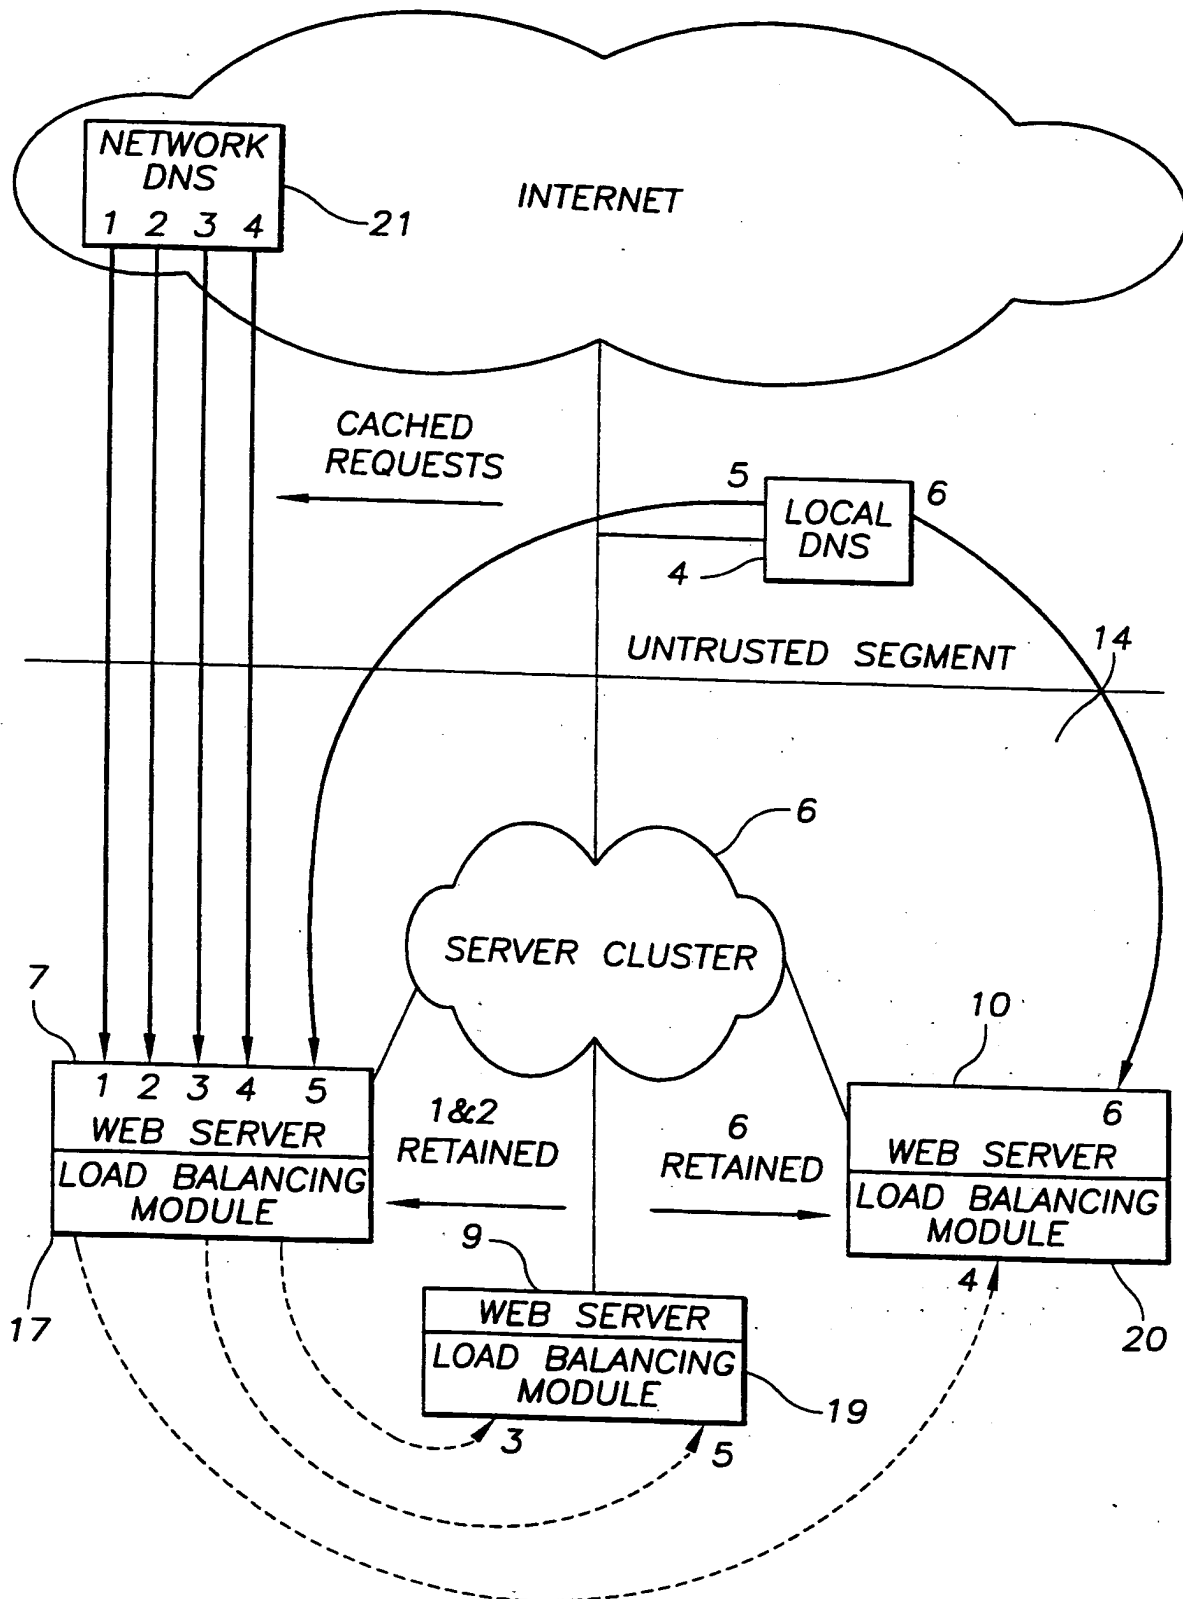 NETWORK
DNS
1 2 3 4
21
INTERNET
CACHED
REQUESTS
5
LOCAL
DNS
6
4
UNTRUSTED SEGMENT
14
6
SERVER CLUSTER
7
10
1 2 3 4 5
WEB SERVER
LOAD BALANCING
MODULE
17
1&2
RETAINED
6
RETAINED
6
WEB SERVER
LOAD BALANCING
MODULE
4
20
9
WEB SERVER
LOAD BALANCING
MODULE
19
3
5